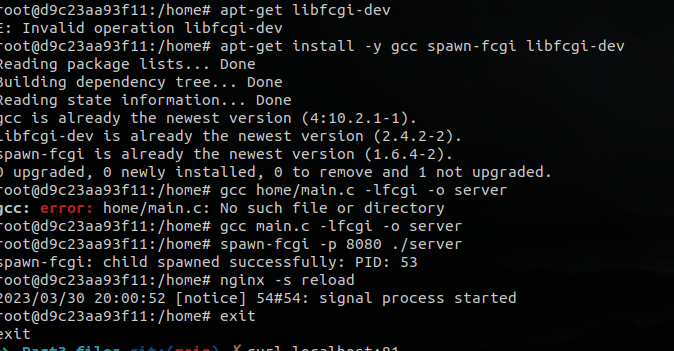 root@d9c23aa93f11:/home# apt-get libfcgi-dev
E: Invalid operation libfcgi-dev
root@d9c23aa93f11:/home# apt-get install -y gcc spawn-fcgi libfcgi-dev
Reading package lists... Done
Building dependency tree... Done
Reading state information... Done
gcc is already the newest version (4:10.2.1-1).
libfcgi-dev is already the newest version (2.4.2-2).
spawn-fcgi is already the newest version (1.6.4-2).
0 upgraded, 0 newly installed, 0 to remove and 1 not upgraded.
root@d9c23aa93f11:/home# gcc home/main.c -lfcgi -o server
gcc: error: home/main.c: No such file or directory
root@d9c23aa93f11:/home# gcc main.c -lfcgi -o server
root@d9c23aa93f11:/home# spawn-fcgi -p 8080 ./server
spawn-fcgi: child spawned successfully: PID: 53
root@d9c23aa93f11:/home# nginx -s reload
2023/03/30 20:00:52 [notice] 54#54: signal process started
root@d9c23aa93f11:/home# exit
exit
➜ Part3_files git:(main) ✗ curl localhost:81